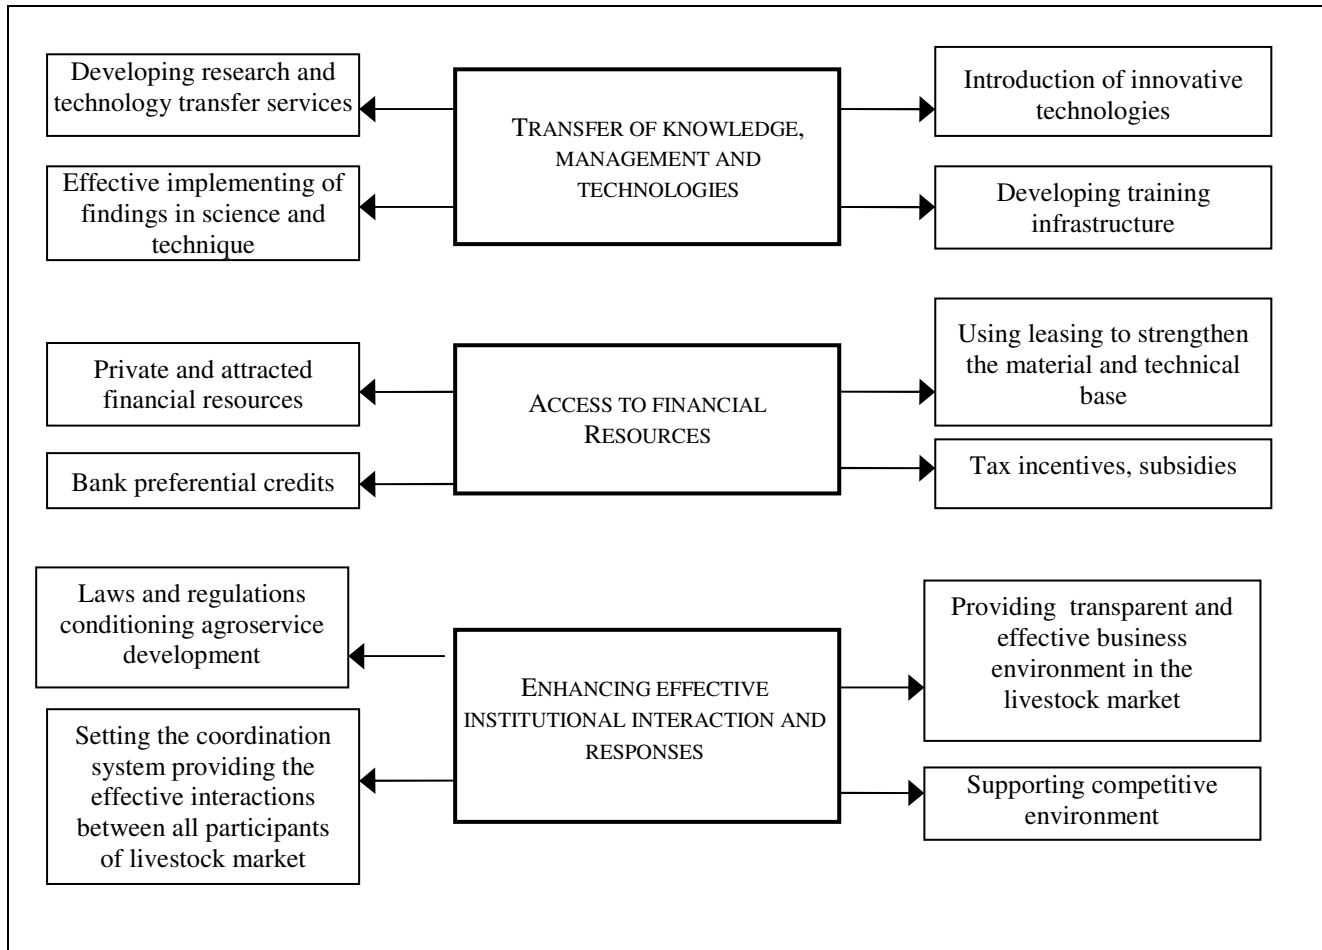 Developing research and
technology transfer services
Effective implementing of
findings in science and
technique
TRANSFER OF KNOWLEDGE,
MANAGEMENT AND
TECHNOLOGIES
Introduction of innovative
technologies
Developing training
infrastructure
Private and attracted
financial resources
Bank preferential credits
ACCESS TO FINANCIAL
RESOURCES
Using leasing to strengthen
the material and technical
base
Tax incentives, subsidies
Laws and regulations
conditioning agroservice
development
Setting the coordination
system providing the
effective interactions
between all participants
of livestock market
ENHANCING EFFECTIVE
INSTITUTIONAL INTERACTION AND
RESPONSES
Providing  transparent and
effective business
environment in the
livestock market
Supporting competitive
environment